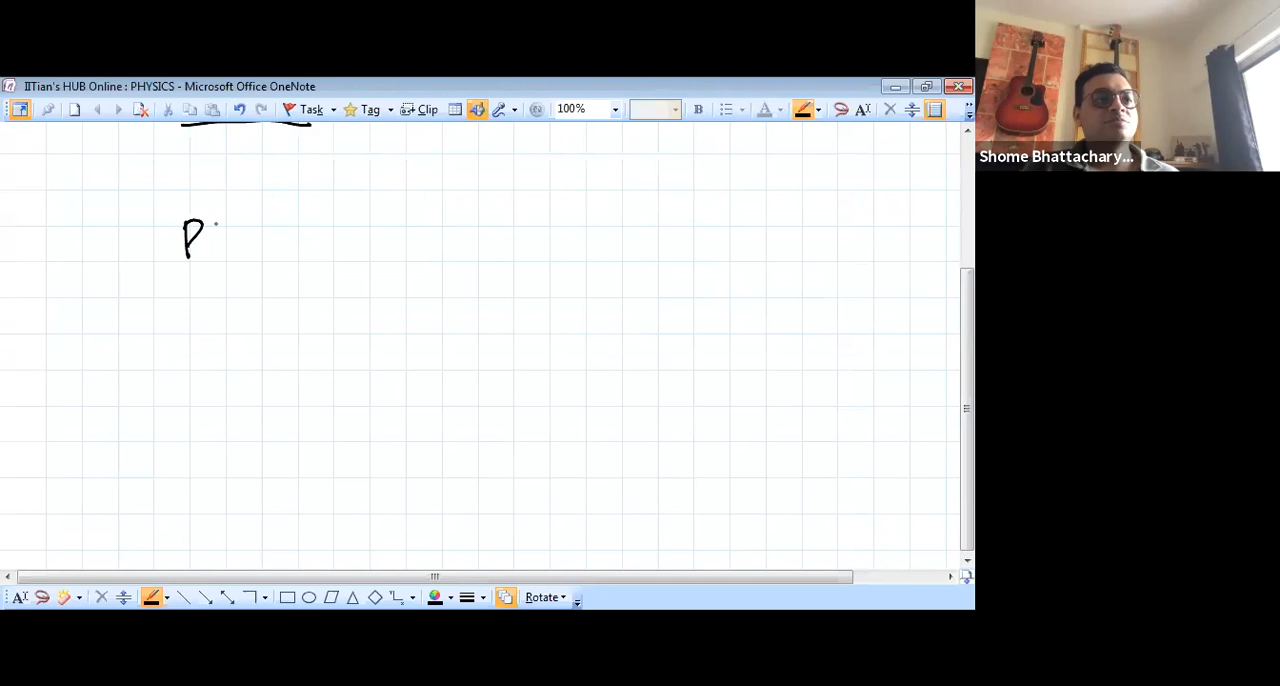 IITian's HUB Online : PHYSICS - Microsoft Office OneNote
Task Tag Clip 100% B A A
Shome Bhattachary...
P
A Rotate